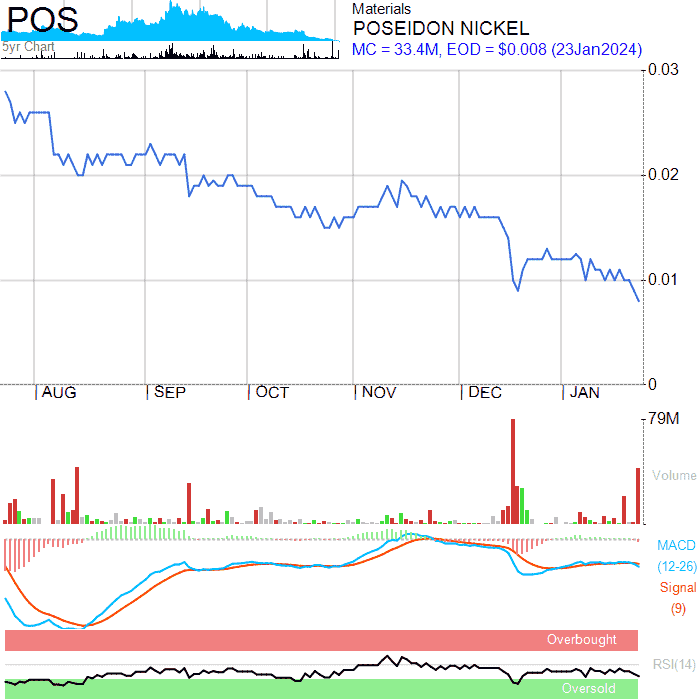 POS
5yr Chart
Materials
POSEIDON NICKEL
MC = 33.4M, EOD = $0.008 (23Jan2024)
0.03
0.02
0.01
0
AUG SEP OCT NOV DEC JAN
79M
Volume
MACD
(12-26)
Signal
(9)
Overbought
RSI(14)
Oversold